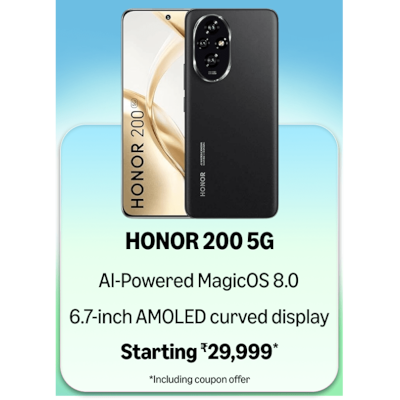 HONOR 200 5G
HONOR
HONOR 200 5G
AI-Powered MagicOS 8.0
6.7-inch AMOLED curved display
Starting ₹29,999*
*Including coupon offer